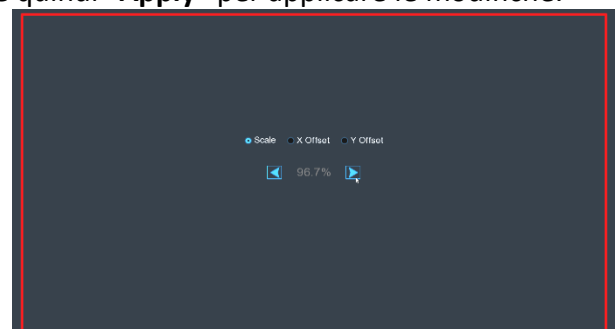 quindi "Apply" per applicare le modifiche.
Scale X Offset Y Offset
96.7%